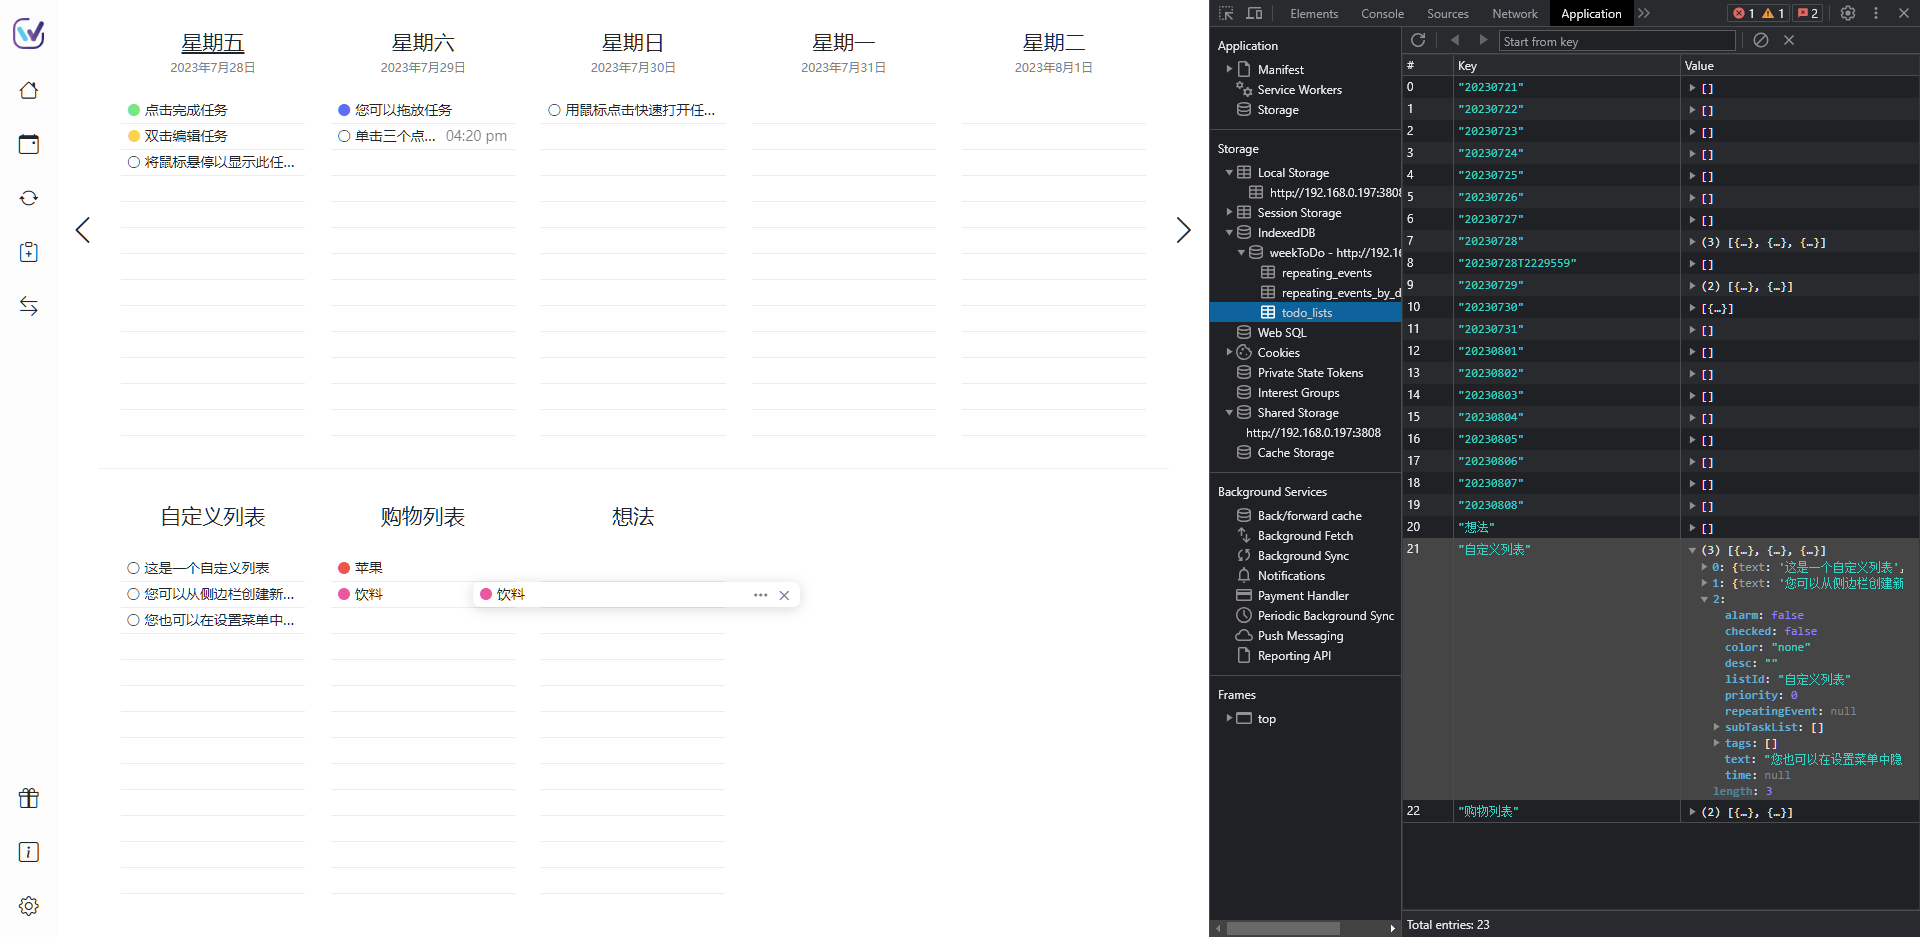 星期五
2023年7月28日
点击完成任务
双击编辑任务
将鼠标悬停以显示此任...
星期六
2023年7月29日
您可以拖放任务
单击三个点... 04:20 pm
星期日
2023年7月30日
用鼠标点击快速打开任...
星期一
2023年7月31日
星期二
2023年8月1日
自定义列表
这是一个自定义列表
您可以从侧边栏创建新...
您也可以在设置菜单中...
购物列表
苹果
饮料
想法
饮料
Elements Console Sources Network Application 1 1 2
Application
Manifest
Service Workers
Storage
Storage
Local Storage
http://192.168.0.197:3808
Session Storage
IndexedDB
weekToDo - http://192.16
repeating_events
repeating_events_by_d
todo_lists
Web SQL
Cookies
Private State Tokens
Interest Groups
Shared Storage
http://192.168.0.197:3808
Cache Storage
Background Services
Back/forward cache
Background Fetch
Background Sync
Notifications
Payment Handler
Periodic Background Sync
Push Messaging
Reporting API
Frames
top
Start from key
# Key Value
0 "20230721" []
1 "20230722" []
2 "20230723" []
3 "20230724" []
4 "20230725" []
5 "20230726" []
6 "20230727" []
7 "20230728" (3) [{…}, {…}, {…}]
8 "20230728T2229559" []
9 "20230729" (2) [{…}, {…}]
10 "20230730" [{…}]
11 "20230731" []
12 "20230801" []
13 "20230802" []
14 "20230803" []
15 "20230804" []
16 "20230805" []
17 "20230806" []
18 "20230807" []
19 "20230808" []
20 "想法" []
21 "自定义列表" (3) [{…}, {…}, {…}]
0: {text: '这是一个自定义列表',
1: {text: '您可以从侧边栏创建新
2:
alarm: false
checked: false
color: "none"
desc: ""
listId: "自定义列表"
priority: 0
repeatingEvent: null
subTaskList: []
tags: []
text: "您也可以在设置菜单中隐
time: null
length: 3
22 "购物列表" (2) [{…}, {…}]
Total entries: 23